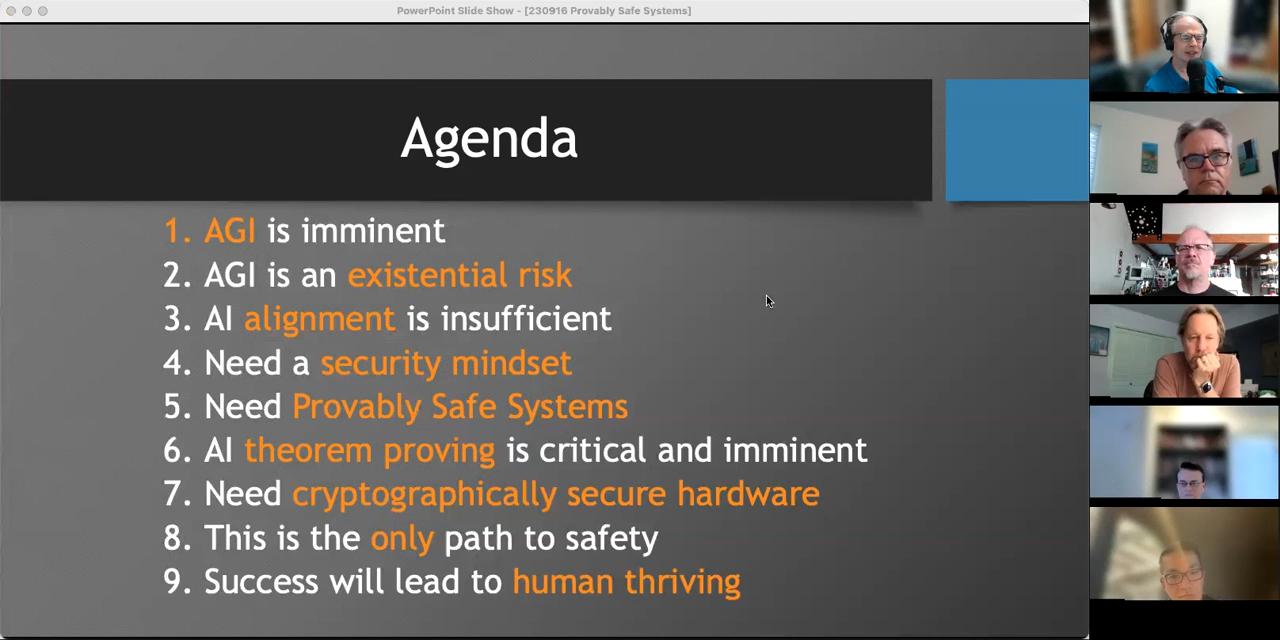 PowerPoint Slide Show - [230916 Provably Safe Systems]
Agenda
1. AGI is imminent
2. AGI is an existential risk
3. AI alignment is insufficient
4. Need a security mindset
5. Need Provably Safe Systems
6. AI theorem proving is critical and imminent
7. Need cryptographically secure hardware
8. This is the only path to safety
9. Success will lead to human thriving